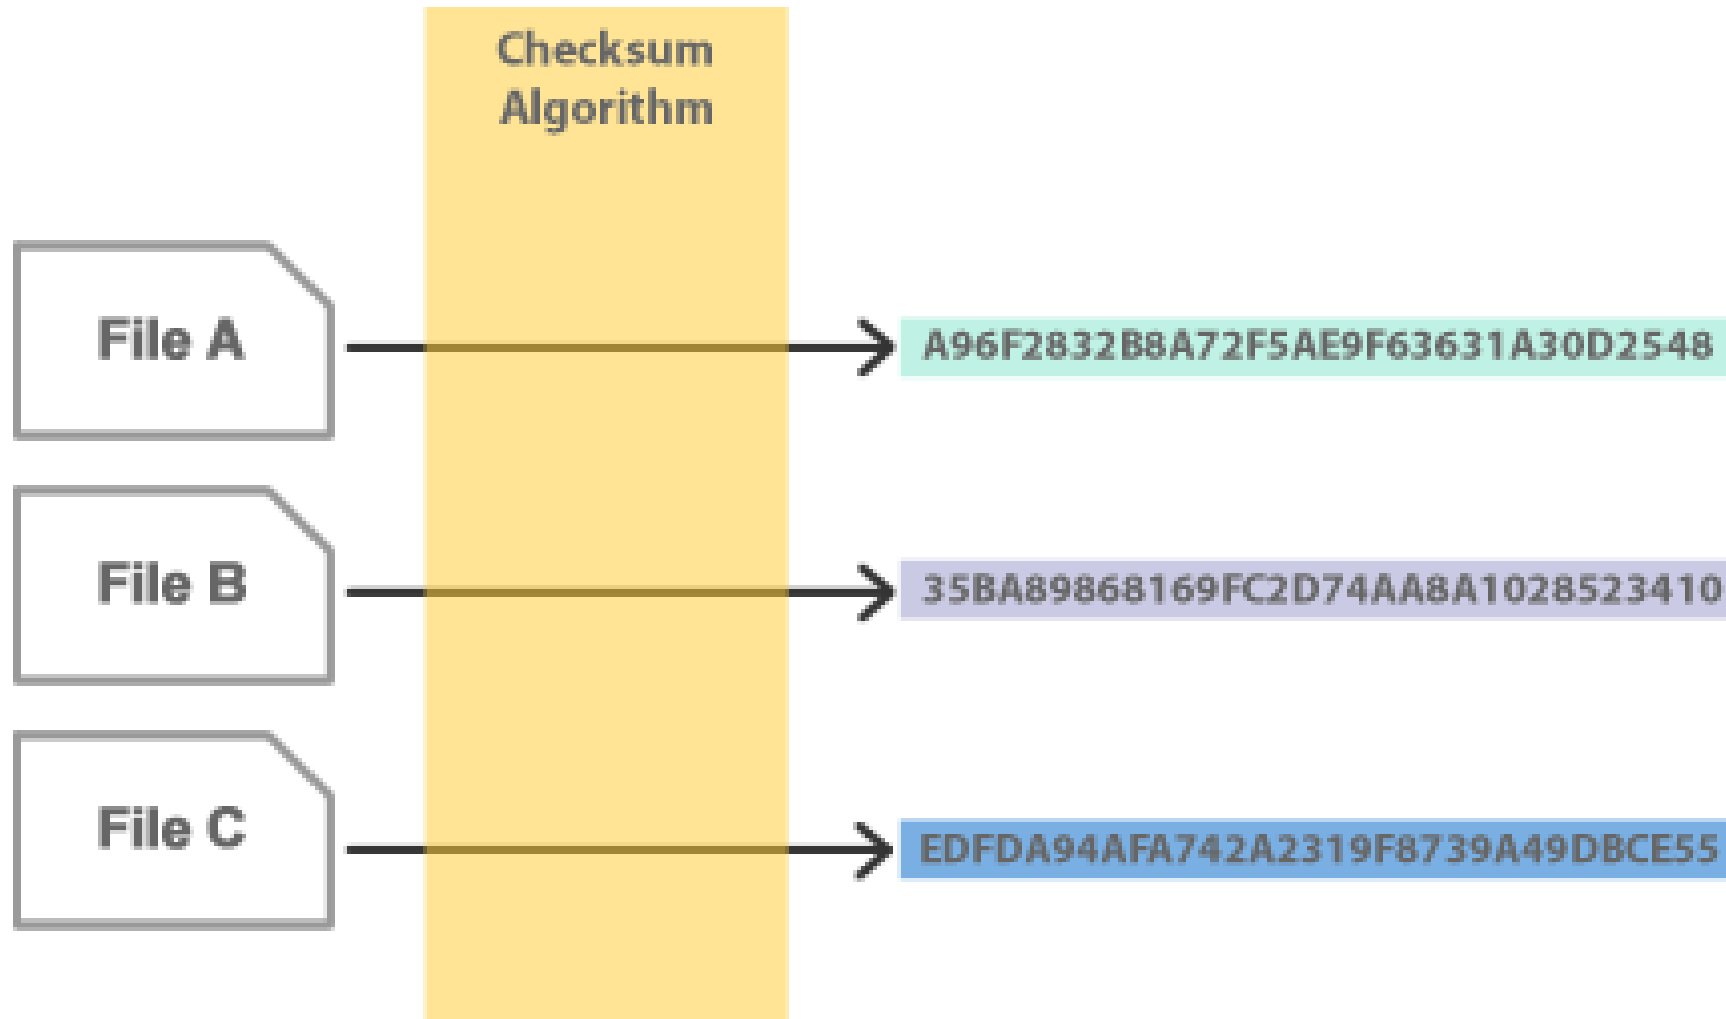 Checksum
Algorithm
File A
A96F2832B8A72F5AE9F63631A30D2548
File B
35BA89868169FC2D74AA8A1028523410
File C
EDFDA94AFA742A2319F8739A49DBCE55